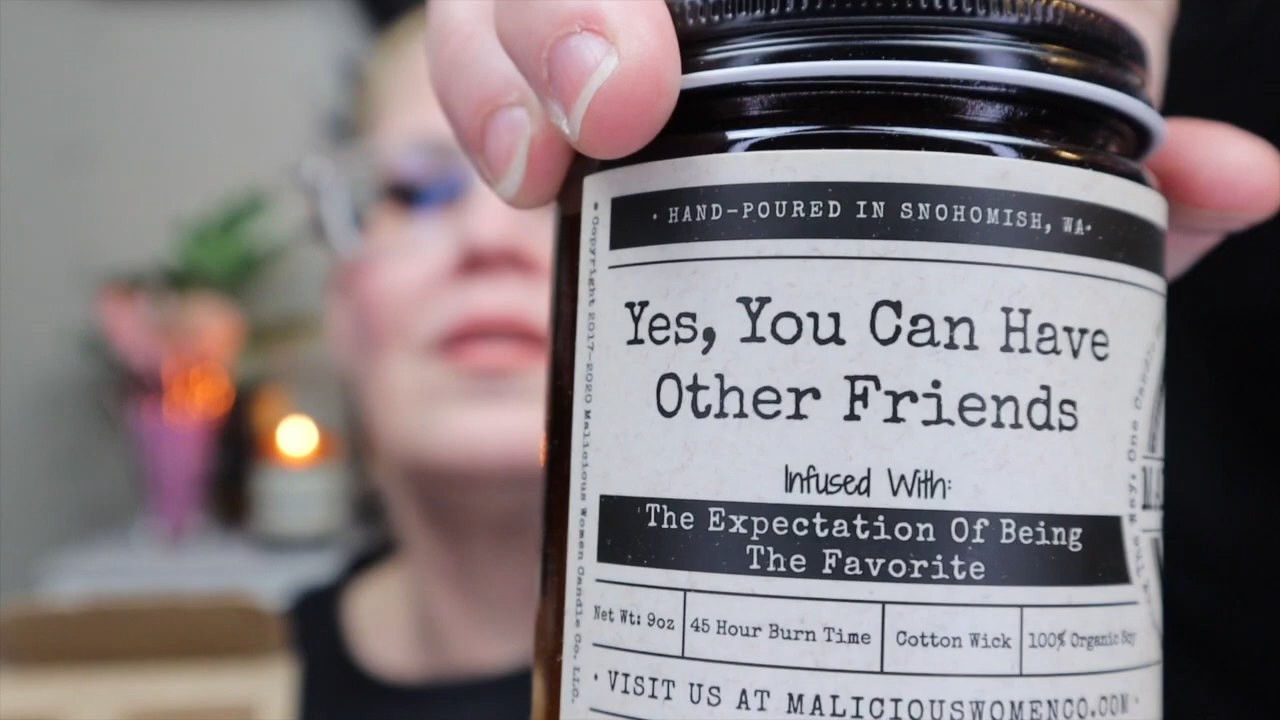 · HAND-POURED IN SNOHOMISH, WA·
Yes, You Can Have
Other Friends
Infused With:
The Expectation Of Being
The Favorite
Net Wt: 9oz
45 Hour Burn Time
Cotton Wick
100% Organic Soy
· VISIT US AT MALICIOUSWOMENCO.COM ·
Copyright 2017-2020 Malicious Women Candle Co. LLC.